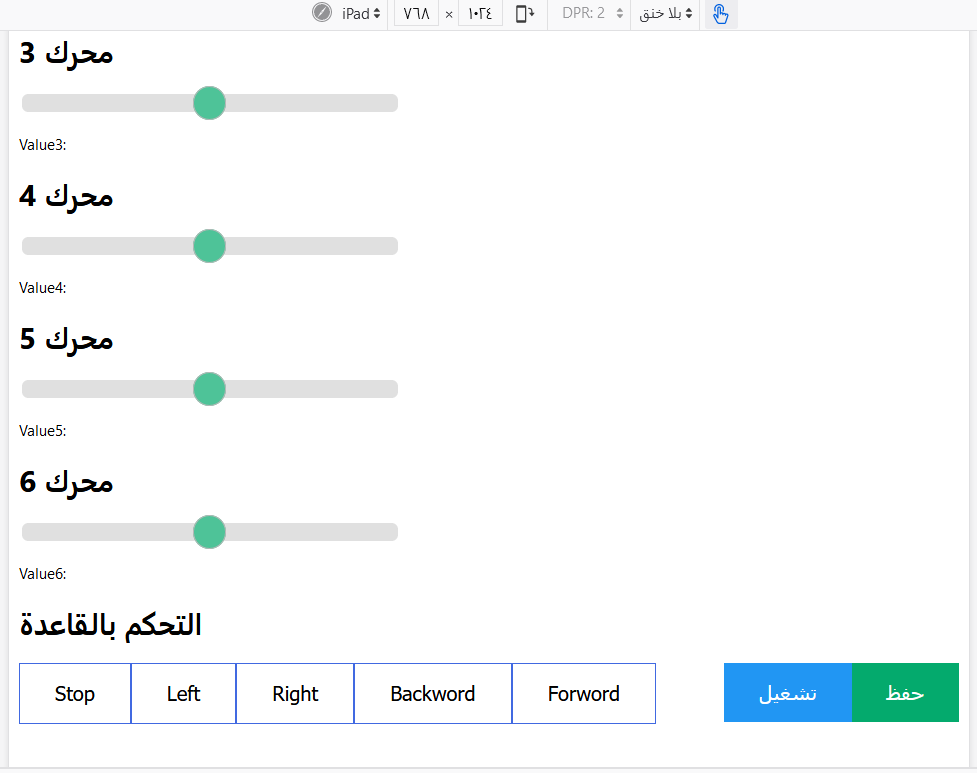 iPad ٧٦٨ × ١٠٢٤ DPR: 2 بلا خنق
محرك 3
Value3:
محرك 4
Value4:
محرك 5
Value5:
محرك 6
Value6:
التحكم بالقاعدة
Stop Left Right Backword Forword تشغيل حفظ